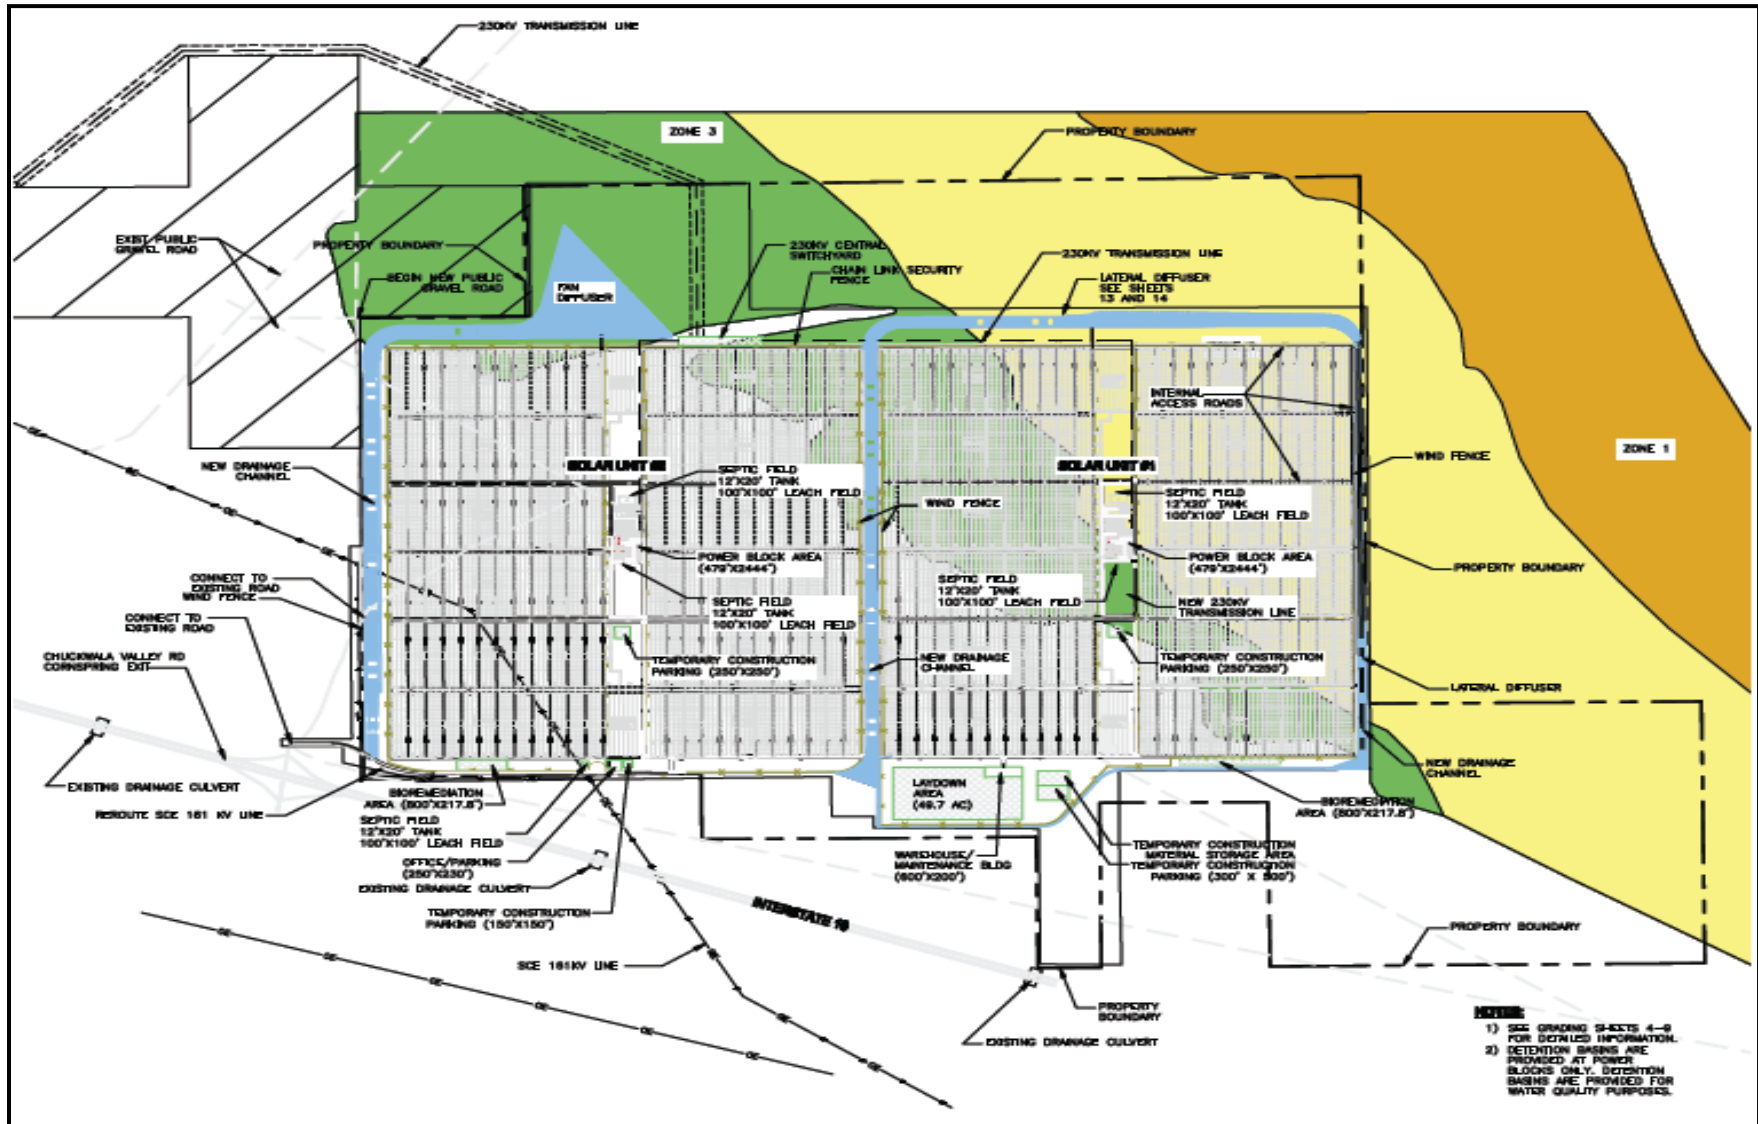 230KV TRANSMISSION LINE
ZONE 3
PROPERTY BOUNDARY
EXIST PUBLIC
GRAVEL ROAD
PROPERTY BOUNDARY
230KV CENTRAL
SWITCHYARD
230KV TRANSMISSION LINE
BEGIN NEW PUBLIC
GRAVEL ROAD
CHAIN LINK SECURITY
FENCE
LATERAL DIFFUSER
SEE SHEETS
13 AND 14
FAN
DIFFUSER
INTERNAL
ACCESS ROADS
ZONE 1
NEW DRAINAGE
CHANNEL
SOLAR UNIT #2
SOLAR UNIT #1
WIND FENCE
SEPTIC FIELD
12'X20' TANK
100'X100' LEACH FIELD
SEPTIC FIELD
12'X20' TANK
100'X100' LEACH FIELD
WIND FENCE
POWER BLOCK AREA
(479'X2444')
POWER BLOCK AREA
(479'X2444')
PROPERTY BOUNDARY
CONNECT TO
EXISTING ROAD
WIND FENCE
SEPTIC FIELD
12'X20' TANK
100'X100' LEACH FIELD
SEPTIC FIELD
12'X20' TANK
100'X100' LEACH FIELD
NEW 230KV
TRANSMISSION LINE
CONNECT TO
EXISTING ROAD
CHUCKWALA VALLEY RD
CORNSPRING EXIT
TEMPORARY CONSTRUCTION
PARKING (250'X250')
NEW DRAINAGE
CHANNEL
TEMPORARY CONSTRUCTION
PARKING (250'X250')
LATERAL DIFFUSER
EXISTING DRAINAGE CULVERT
NEW DRAINAGE
CHANNEL
REROUTE SCE 161 KV LINE
BIOREMEDIATION
AREA (800'X217.8')
LAYDOWN
AREA
(49.7 AC)
BIOREMEDIATION
AREA (800'X217.8')
SEPTIC FIELD
12'X20' TANK
100'X100' LEACH FIELD
OFFICE/PARKING
(250'X230')
EXISTING DRAINAGE CULVERT
WAREHOUSE/
MAINTENANCE BLDG
(600'X200')
TEMPORARY CONSTRUCTION
MATERIAL STORAGE AREA
TEMPORARY CONSTRUCTION
PARKING (300' X 500')
TEMPORARY CONSTRUCTION
PARKING (150'X150')
INTERSTATE 10
PROPERTY BOUNDARY
SCE 161KV LINE
PROPERTY
BOUNDARY
EXISTING DRAINAGE CULVERT
NOTES:
1) SEE GRADING SHEETS 4-9
FOR DETAILED INFORMATION.
2) DETENTION BASINS ARE
PROVIDED AT POWER
BLOCKS ONLY. DETENTION
BASINS ARE PROVIDED FOR
WATER QUALITY PURPOSES.